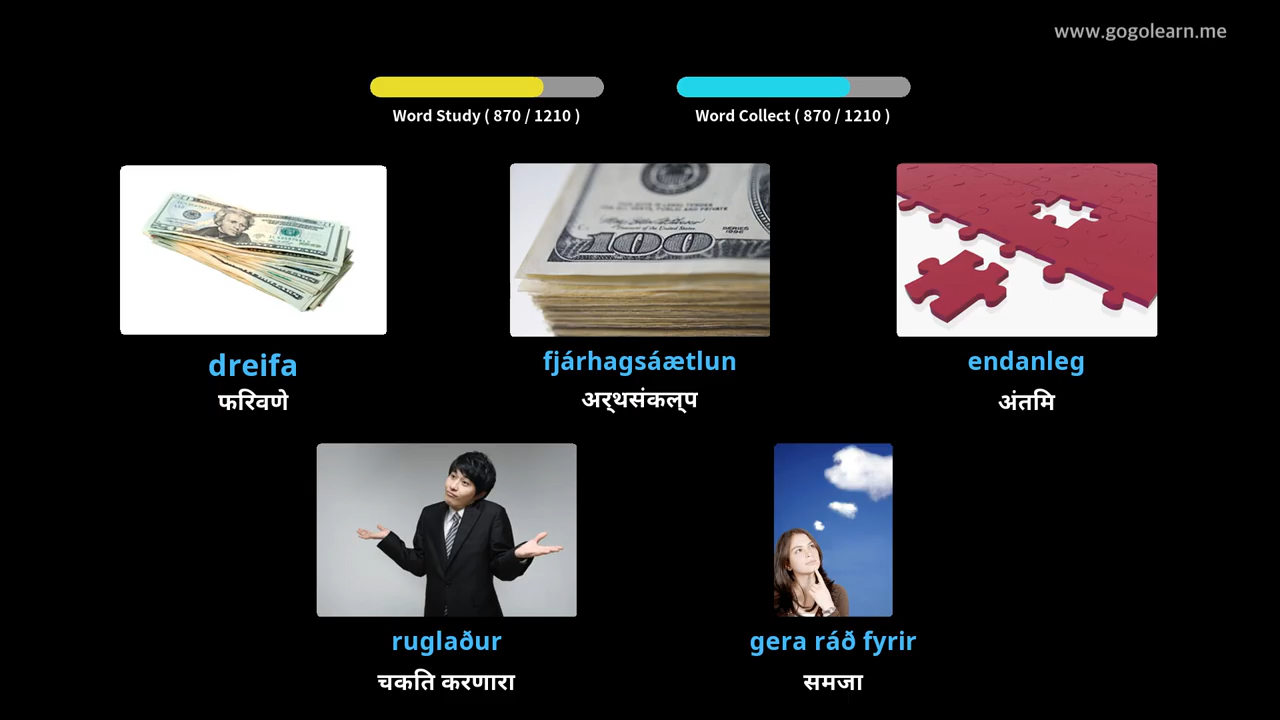 www.gogolearn.me
Word Study ( 870 / 1210 )
Word Collect ( 870 / 1210 )
100
dreifa
फरिवणे
fjárhagsáætlun
अर्‌थसंकल्‌प
endanleg
अंतमि
ruglaður
चकति करणारा
gera ráð fyrir
समजा